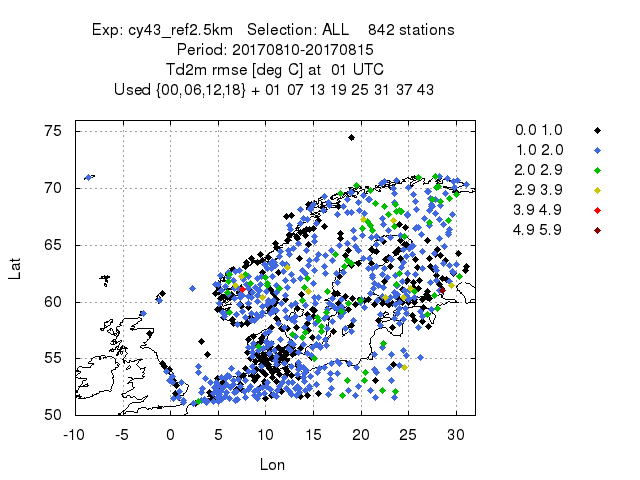 Exp: cy43_ref2.5km Selection: ALL 842 stations
Period: 20170810-20170815
Td2m rmse [deg C] at 01 UTC
Used {00,06,12,18} + 01 07 13 19 25 31 37 43
0.0 1.0
1.0 2.0
2.0 2.9
2.9 3.9
3.9 4.9
4.9 5.9
75
70
65
60
55
50
Lat
-10 -5 0 5 10 15 20 25 30
Lon